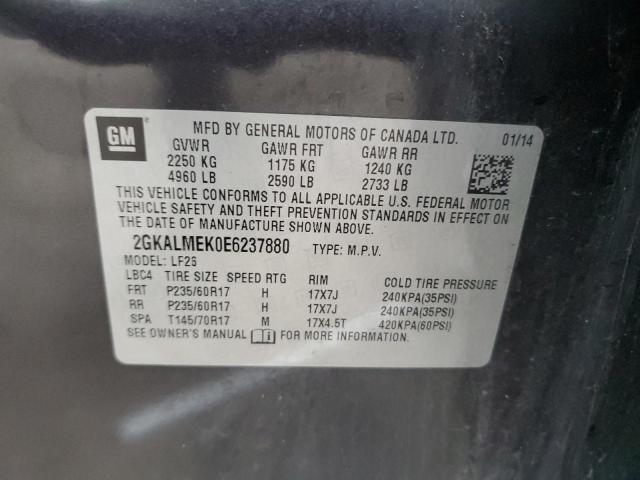 GM
MFD BY GENERAL MOTORS OF CANADA LTD. 01/14
GVWR GAWR FRT GAWR RR
2250 KG 1175 KG 1240 KG
4960 LB 2590 LB 2733 LB
THIS VEHICLE CONFORMS TO ALL APPLICABLE U.S. FEDERAL MOTOR
VEHICLE SAFETY AND THEFT PREVENTION STANDARDS IN EFFECT ON
THE DATE OF MANUFACTURE SHOWN ABOVE.
2GKALMEK0E6237880 TYPE: M.P.V.
MODEL: LF26
LBC4 TIRE SIZE SPEED RTG RIM COLD TIRE PRESSURE
FRT P235/60R17 H 17X7J 240KPA(35PSI)
RR P235/60R17 H 17X7J 240KPA(35PSI)
SPA T145/70R17 M 17X4.5T 420KPA(60PSI)
SEE OWNER'S MANUAL FOR MORE INFORMATION.